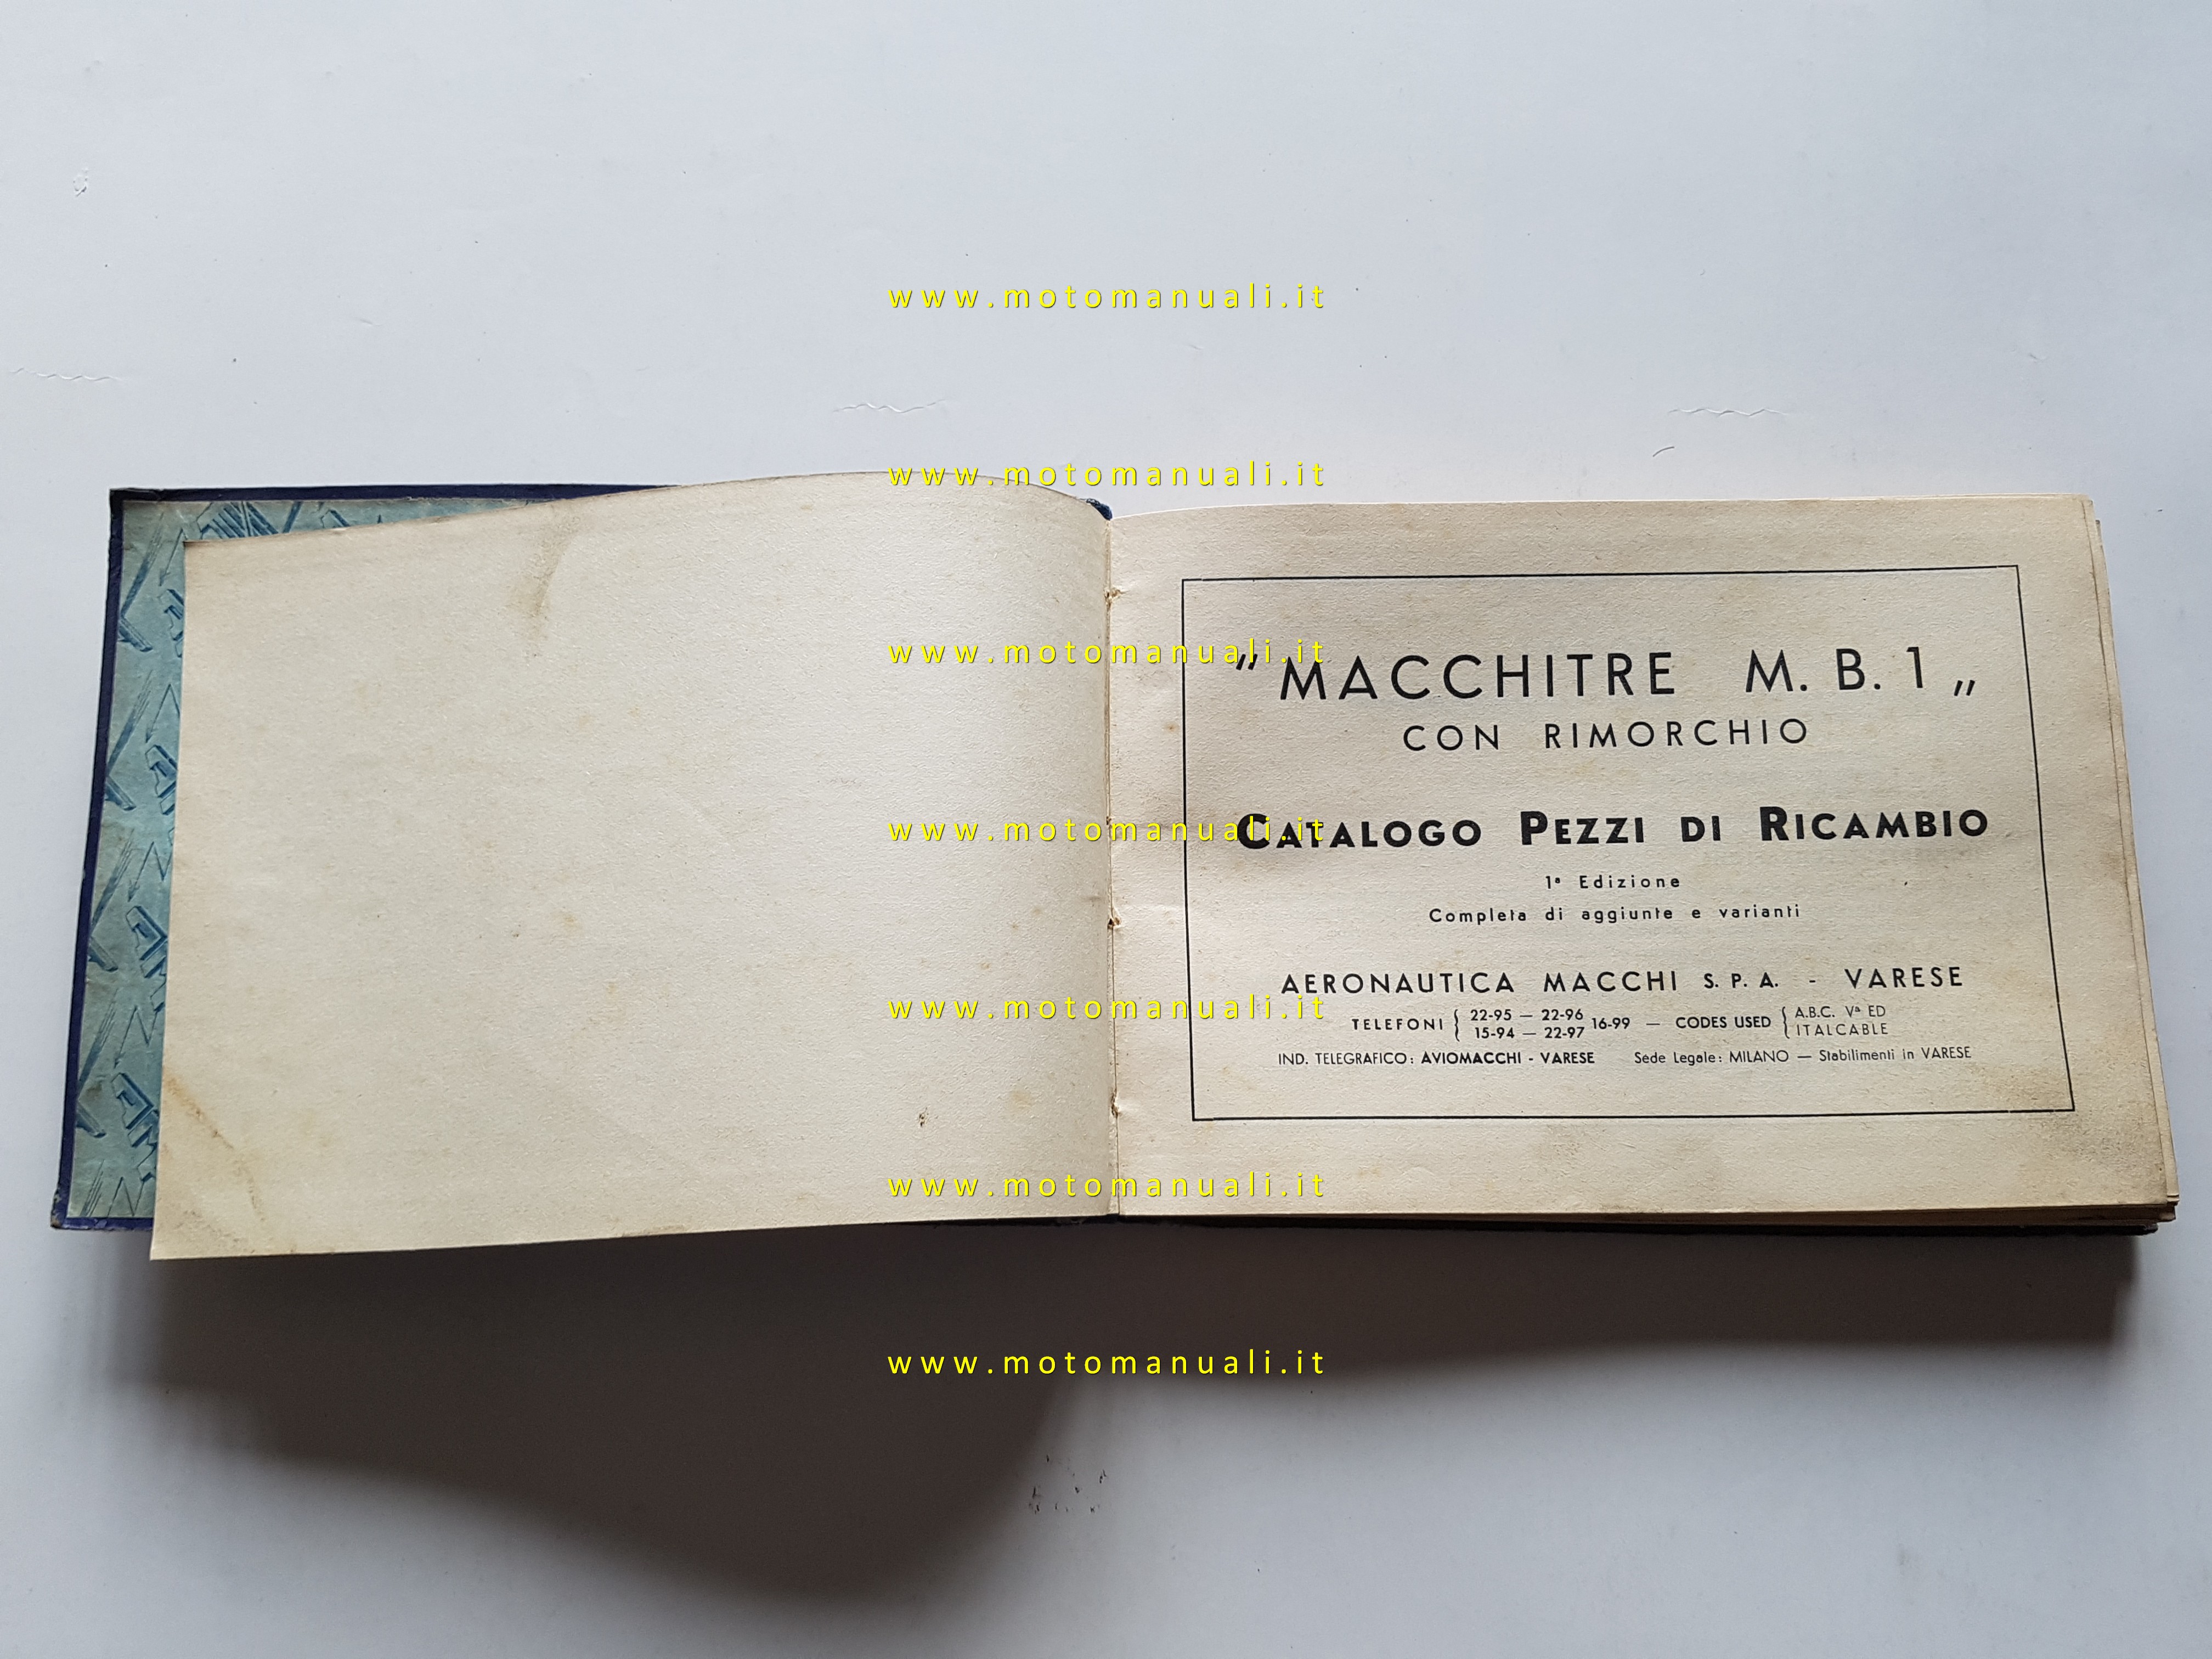 www.motomanuali.it
www.motomanuali.it
www.motomanuali.it
"MACCHITRE M. B. 1„
CON RIMORCHIO
www.motomanuali.it
CATALOGO PEZZI DI RICAMBIO
1ª Edizione
Completa di aggiunte e varianti
AERONAUTICA MACCHI S. P. A. - VARESE
www.motomanuali.it
TELEFONI { 22-95 — 22-96 15-94 — 22-97 16-99 — CODES USED { A.B.C. Vª ED ITALCABLE
IND. TELEGRAFICO: AVIOMACCHI - VARESE Sede Legale: MILANO — Stabilimenti in VARESE
www.motomanuali.it
www.motomanuali.it